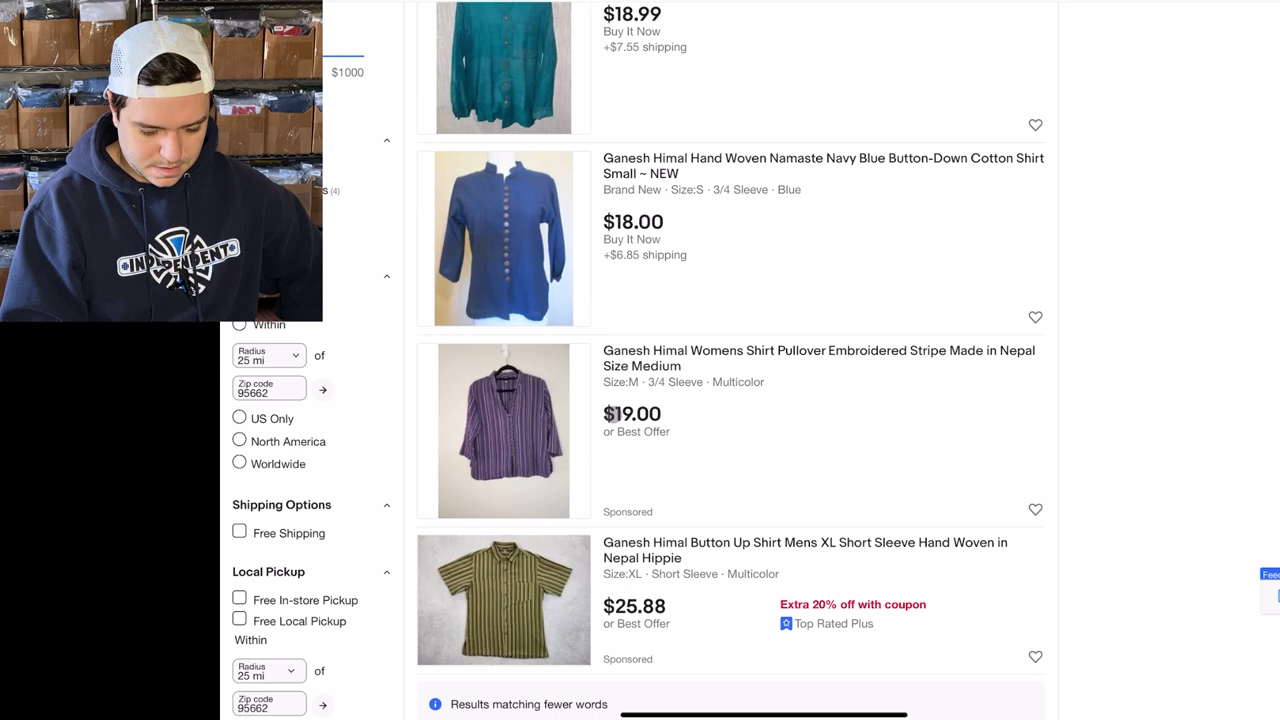 $1000
s (4)
Within
Radius
25 mi
of
Zip code
95662
US Only
North America
Worldwide
Shipping Options
Free Shipping
Local Pickup
Free In-store Pickup
Free Local Pickup
Within
Radius
25 mi
of
Zip code
95662
INDEPENDENT
$18.99
Buy It Now
+$7.55 shipping
Ganesh Himal Hand Woven Namaste Navy Blue Button-Down Cotton Shirt
Small ~ NEW
Brand New · Size:S · 3/4 Sleeve · Blue
$18.00
Buy It Now
+$6.85 shipping
Ganesh Himal Womens Shirt Pullover Embroidered Stripe Made in Nepal
Size Medium
Size:M · 3/4 Sleeve · Multicolor
$19.00
or Best Offer
Sponsored
Ganesh Himal Button Up Shirt Mens XL Short Sleeve Hand Woven in
Nepal Hippie
Size:XL · Short Sleeve · Multicolor
$25.88
or Best Offer
Extra 20% off with coupon
Top Rated Plus
Sponsored
Results matching fewer words
Feed